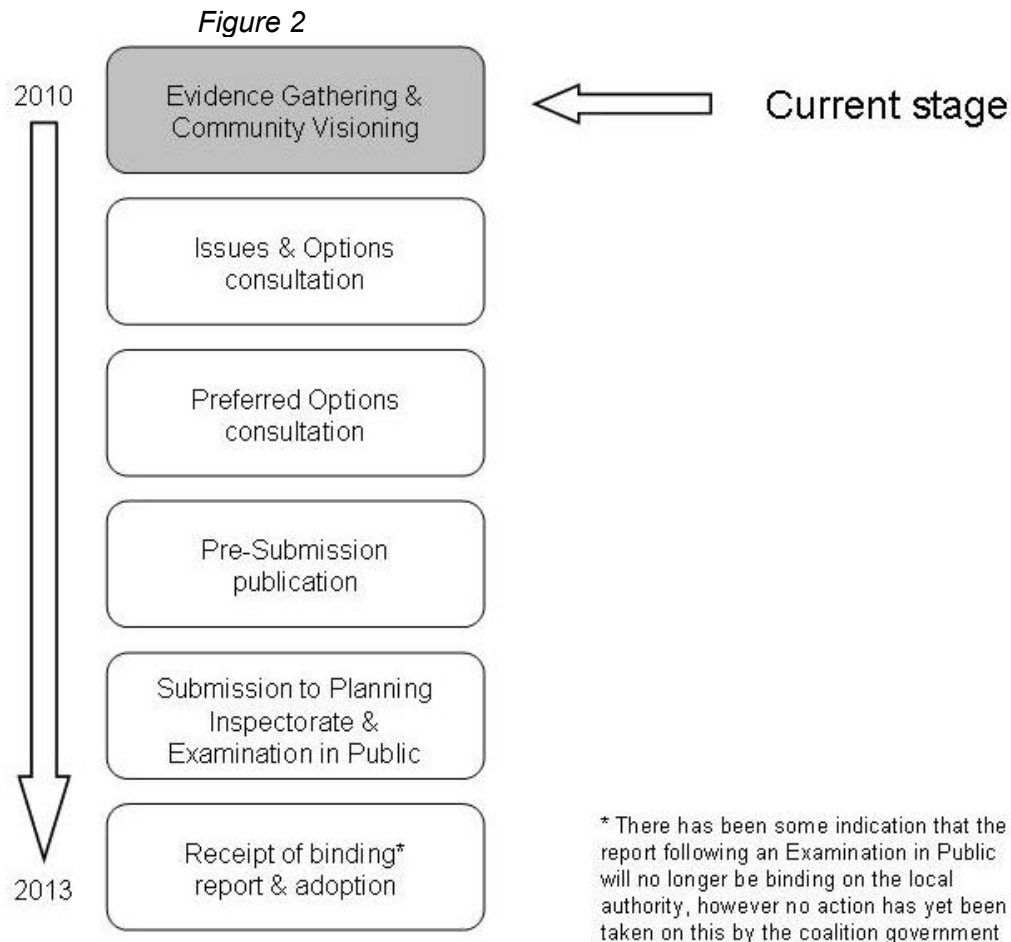 Figure 2
2010
Evidence Gathering &
Community Visioning
Current stage
Issues & Options
consultation
Preferred Options
consultation
Pre-Submission
publication
Submission to Planning
Inspectorate &
Examination in Public
Receipt of binding*
report & adoption
2013
* There has been some indication that the
report following an Examination in Public
will no longer be binding on the local
authority, however no action has yet been
taken on this by the coalition government